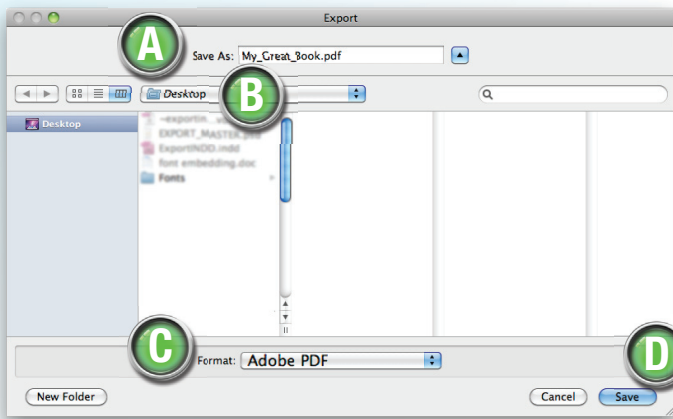 Export
A
Save As: My_Great_Book.pdf
Desktop
B
Desktop
EXPORT_MASTER
ExportINDD.indd
font embedding.doc
Fonts
C
Format: Adobe PDF
D
New Folder
Cancel
Save